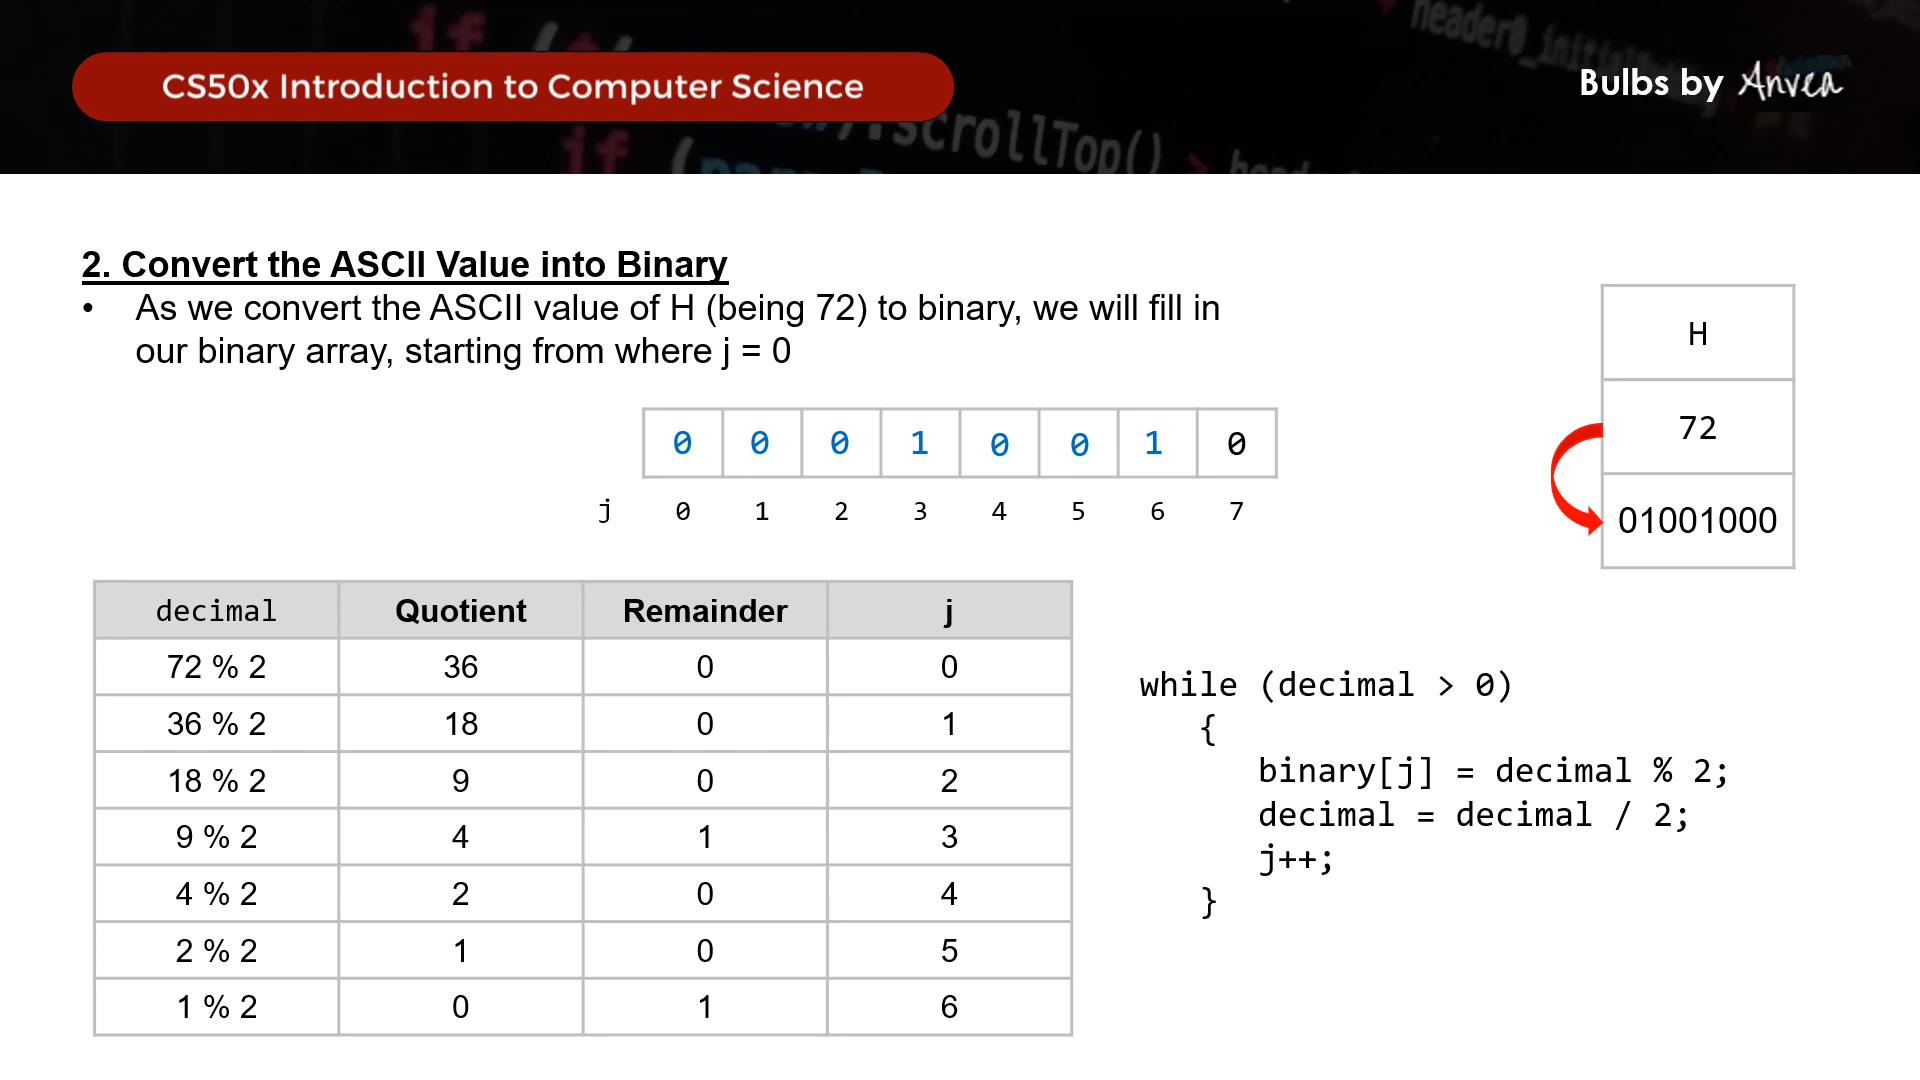 if (t/
header0_initi
CS50x Introduction to Computer Science
Bulbs by Anvea
.scrollTop() > header
if (
2. Convert the ASCII Value into Binary
• As we convert the ASCII value of H (being 72) to binary, we will fill in
our binary array, starting from where j = 0
H
72
01001000
0 0 0 1 0 0 1 0
j 0 1 2 3 4 5 6 7
decimal Quotient Remainder j
72 % 2 36 0 0
36 % 2 18 0 1
18 % 2 9 0 2
9 % 2 4 1 3
4 % 2 2 0 4
2 % 2 1 0 5
1 % 2 0 1 6
while (decimal > 0)
{
binary[j] = decimal % 2;
decimal = decimal / 2;
j++;
}